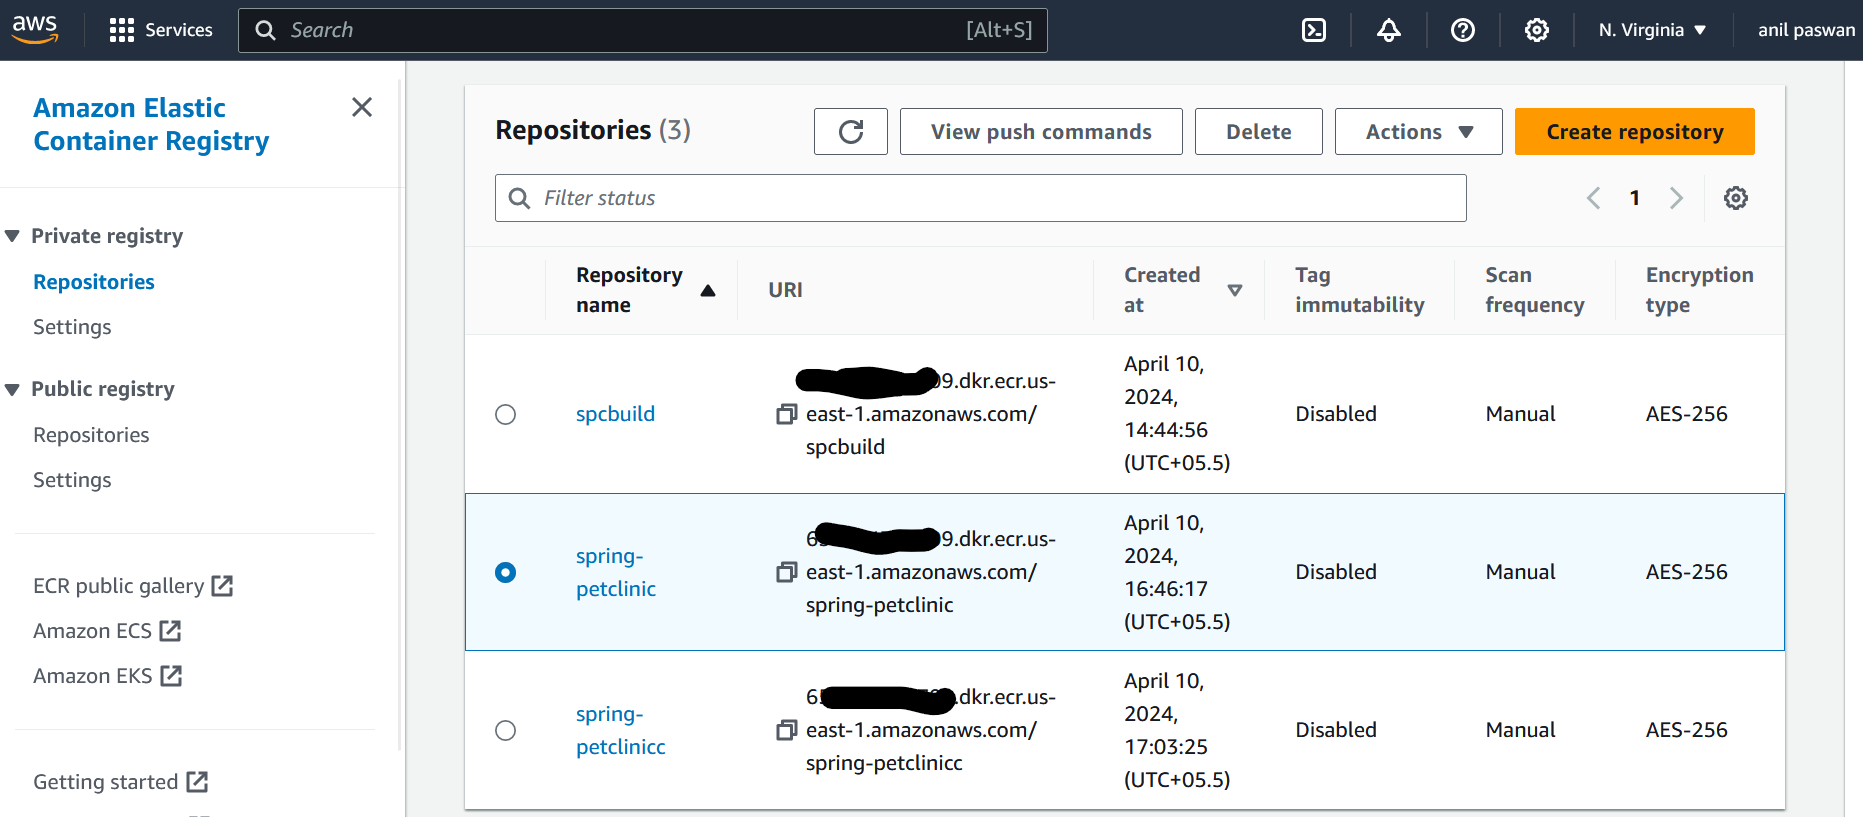 aws
Services
Search
[Alt+S]
N. Virginia
anil paswan
Amazon Elastic
Container Registry
Private registry
Repositories
Settings
Public registry
Repositories
Settings
ECR public gallery
Amazon ECS
Amazon EKS
Getting started
Repositories (3)
View push commands
Delete
Actions
Create repository
Filter status
1
Repository
name
URI
Created
at
Tag
immutability
Scan
frequency
Encryption
type
spcbuild
9.dkr.ecr.us-
east-1.amazonaws.com/
spcbuild
April 10,
2024,
14:44:56
(UTC+05.5)
Disabled
Manual
AES-256
spring-
petclinic
9.dkr.ecr.us-
east-1.amazonaws.com/
spring-petclinic
April 10,
2024,
16:46:17
(UTC+05.5)
Disabled
Manual
AES-256
spring-
petclinicc
.dkr.ecr.us-
east-1.amazonaws.com/
spring-petclinicc
April 10,
2024,
17:03:25
(UTC+05.5)
Disabled
Manual
AES-256